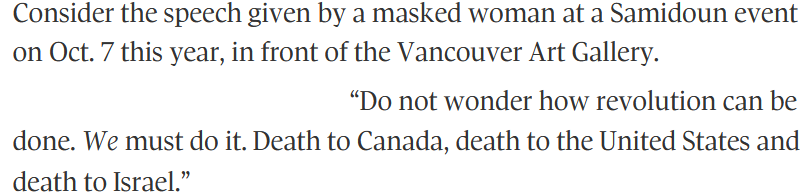 Consider the speech given by a masked woman at a Samidoun event
on Oct. 7 this year, in front of the Vancouver Art Gallery.
“Do not wonder how revolution can be
done. We must do it. Death to Canada, death to the United States and
death to Israel.”